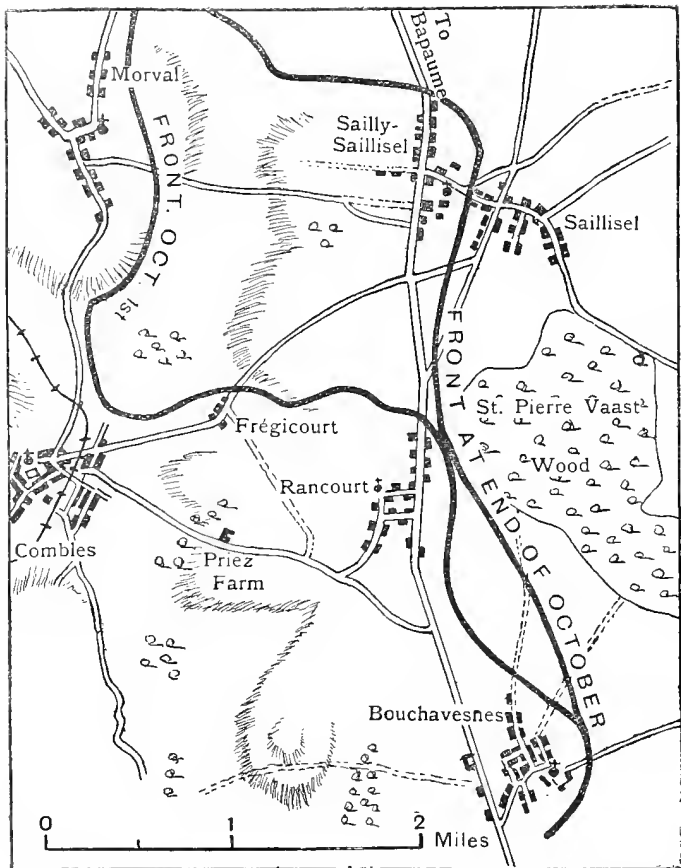 To
Bapaume
Morval
Sailly-
Saillisel
FRONT. OCT. 1st
Saillisel
FRONT AT END OF OCTOBER
St. Pierre Vaast
Wood
Frégicourt
Rancourt
Combles
Priez
Farm
Bouchavesnes
0 1 2
Miles